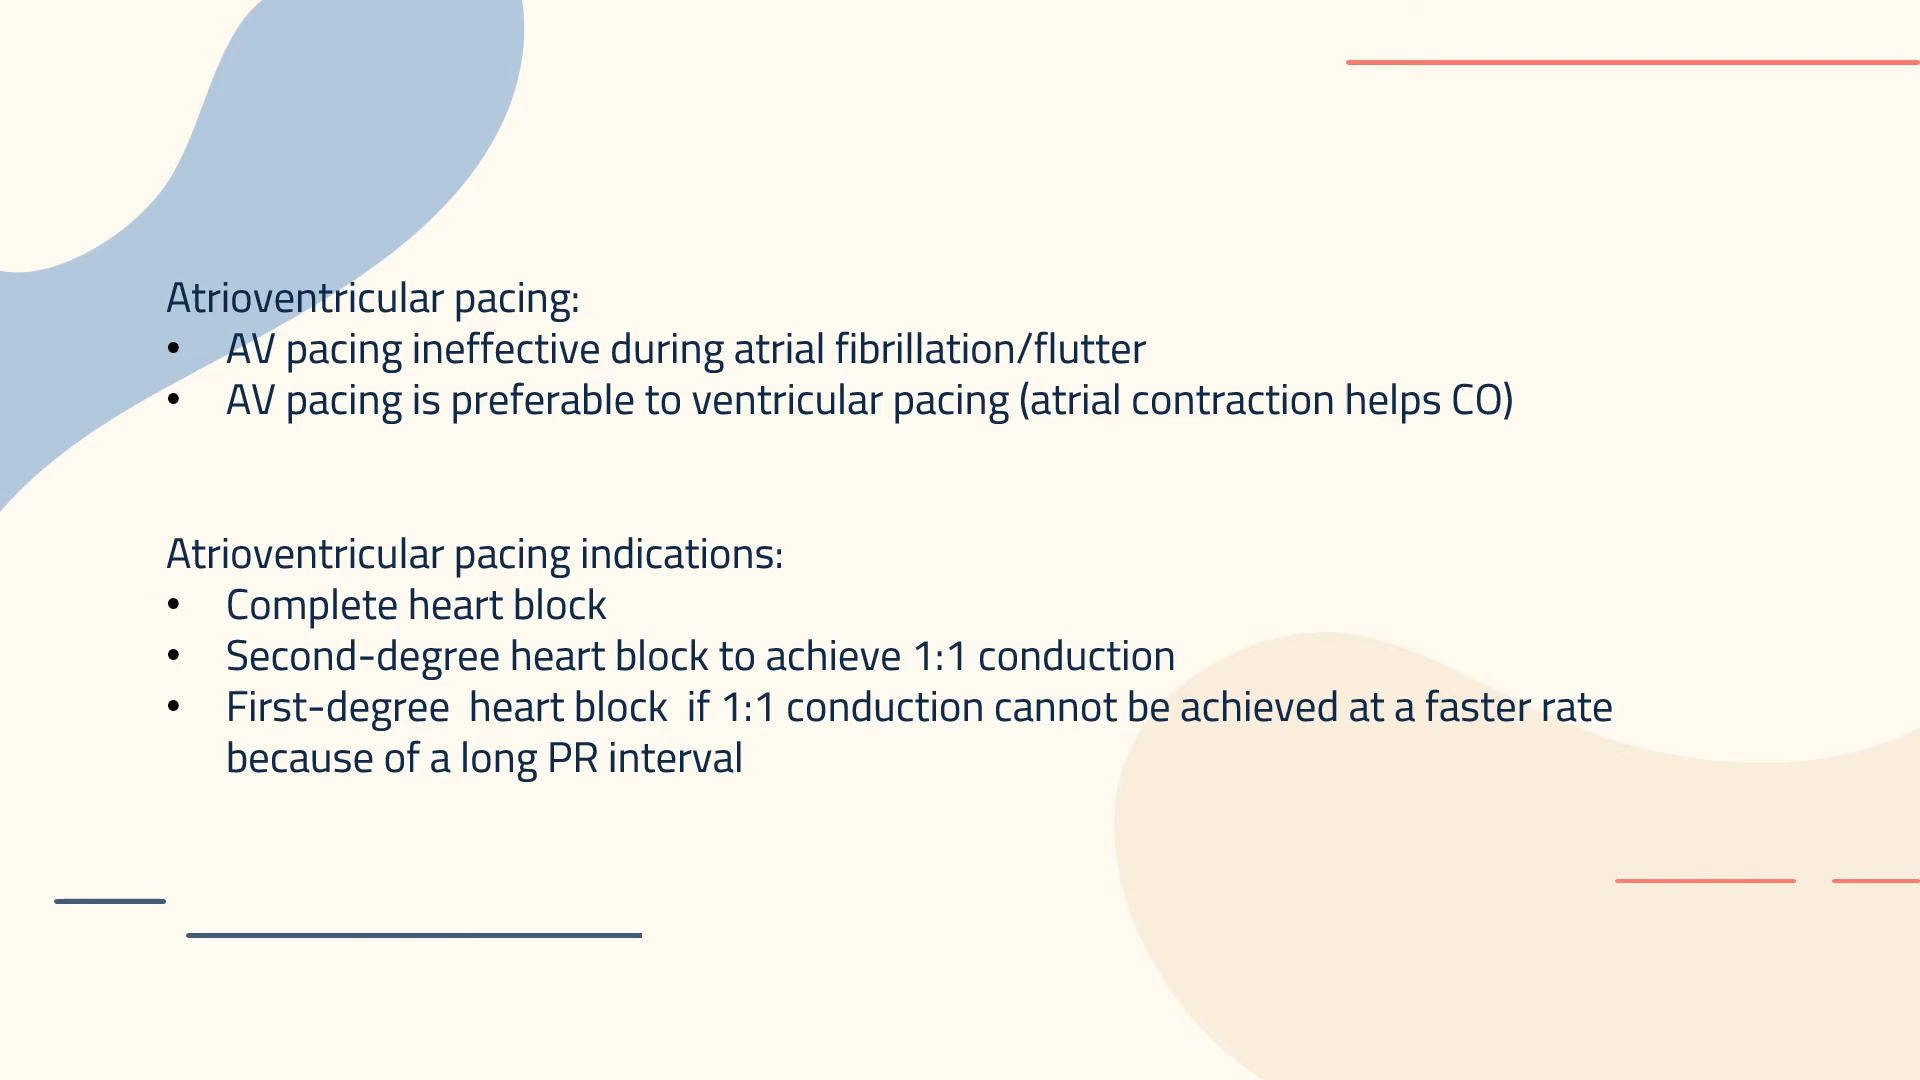 Atrioventricular pacing:
• AV pacing ineffective during atrial fibrillation/flutter
• AV pacing is preferable to ventricular pacing (atrial contraction helps CO)
Atrioventricular pacing indications:
• Complete heart block
• Second-degree heart block to achieve 1:1 conduction
• First-degree  heart block  if 1:1 conduction cannot be achieved at a faster rate
because of a long PR interval